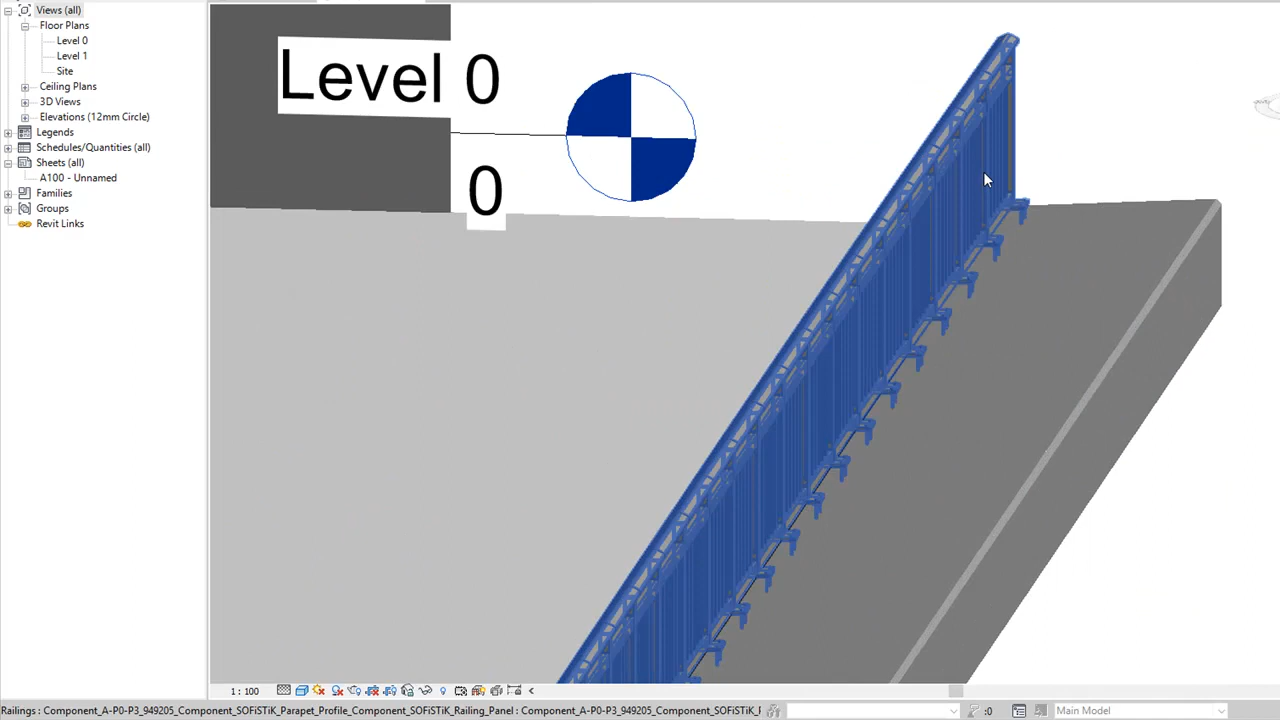 Views (all)
Floor Plans
Level 0
Level 1
Site
Ceiling Plans
3D Views
Elevations (12mm Circle)
Legends
Schedules/Quantities (all)
Sheets (all)
A100 - Unnamed
Families
Groups
Revit Links
Level 0
0
1 : 100
Railings : Component_A-P0-P3_949205_Component_SOFiSTiK_Parapet_Profile_Component_SOFiSTiK_Railing_Panel : Component_A-P0-P3_949205_Component_SOFiSTiK_F
:0
Main Model